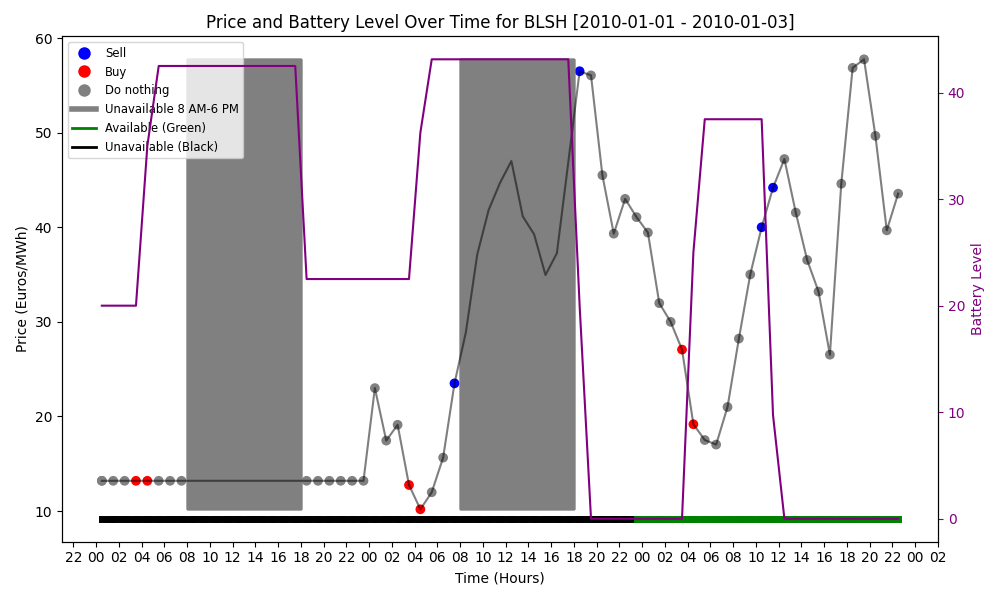 Price and Battery Level Over Time for BLSH [2010-01-01 - 2010-01-03]
Sell
Buy
Do nothing
Unavailable 8 AM-6 PM
Available (Green)
Unavailable (Black)
Price (Euros/MWh)
60
50
40
30
20
10
Battery Level
40
30
20
10
0
22 00 02 04 06 08 10 12 14 16 18 20 22 00 02 04 06 08 10 12 14 16 18 20 22 00 02 04 06 08 10 12 14 16 18 20 22 00 02
Time (Hours)